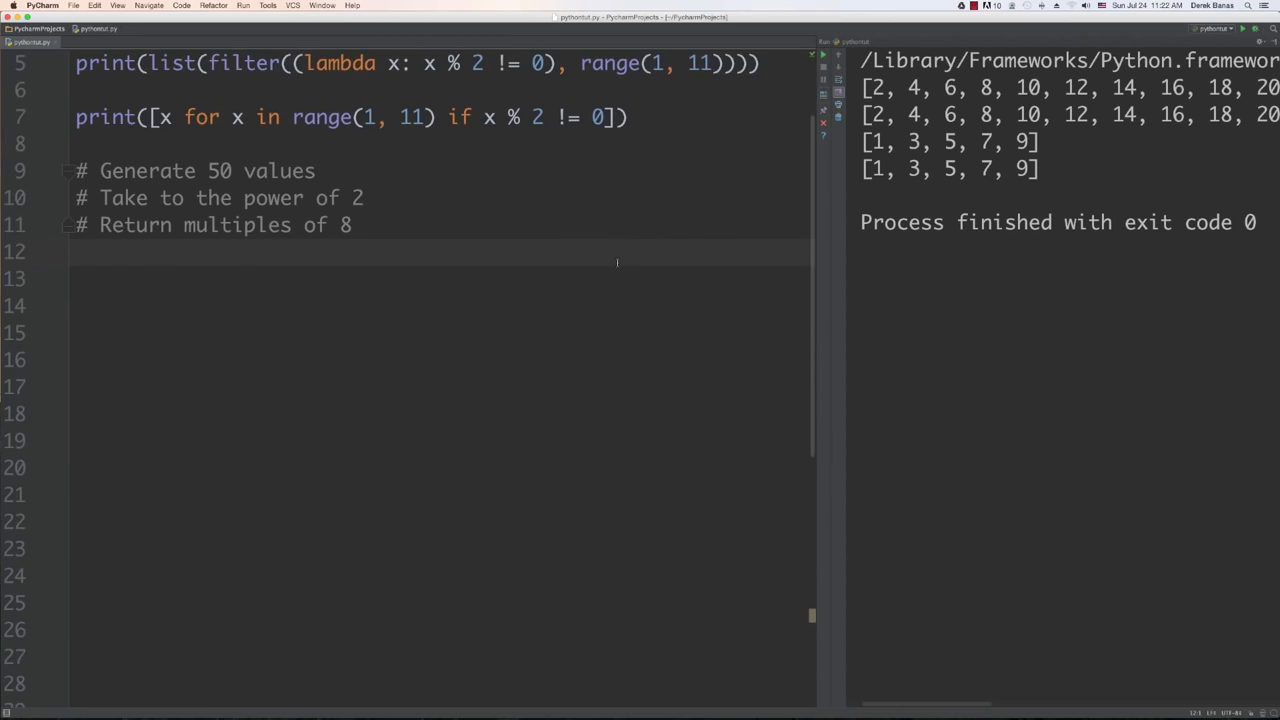 PyCharm File Edit View Navigate Code Refactor Run Tools VCS Window Help 10 Sun Jul 24 11:22 AM Derek Banas
pythontut.py - PycharmProjects - [~/PycharmProjects]
PycharmProjects pythontut.py pythontut
pythontut.py Run: pythontut
5 print(list(filter((lambda x: x % 2 != 0), range(1, 11))))
6
7 print([x for x in range(1, 11) if x % 2 != 0])
8
9 # Generate 50 values
10 # Take to the power of 2
11 # Return multiples of 8
12
13
14
15
16
17
18
19
20
21
22
23
24
25
26
27
28
/Library/Frameworks/Python.framewor
[2, 4, 6, 8, 10, 12, 14, 16, 18, 20
[2, 4, 6, 8, 10, 12, 14, 16, 18, 20
[1, 3, 5, 7, 9]
[1, 3, 5, 7, 9]
Process finished with exit code 0
12:1 LF÷ UTF-8÷